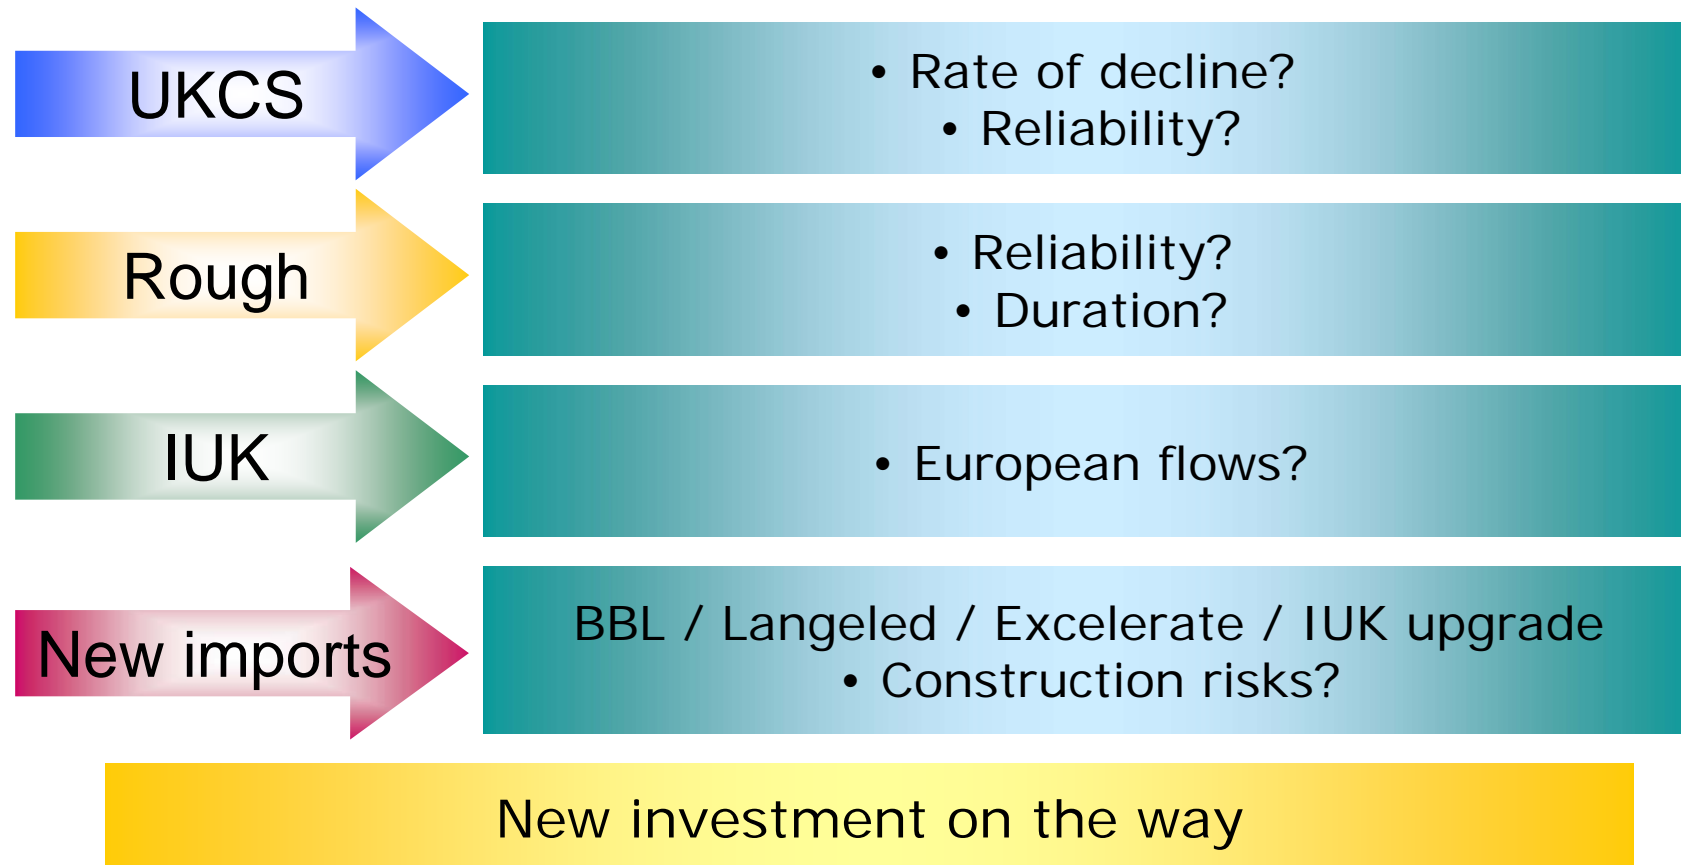 UKCS
• Rate of decline?
• Reliability?
Rough
• Reliability?
• Duration?
IUK
• European flows?
New imports
BBL / Langeled / Excelerate / IUK upgrade
• Construction risks?
New investment on the way